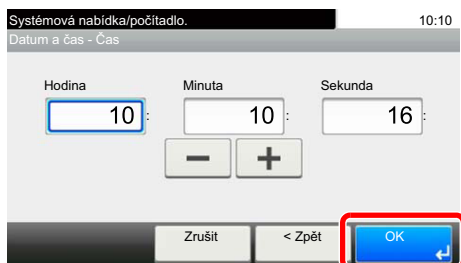 Systémová nabídka/počítadlo. 10:10
Datum a čas - Čas
Hodina Minuta Sekunda
10 : 10 : 16 :
− +
Zrušit < Zpět OK